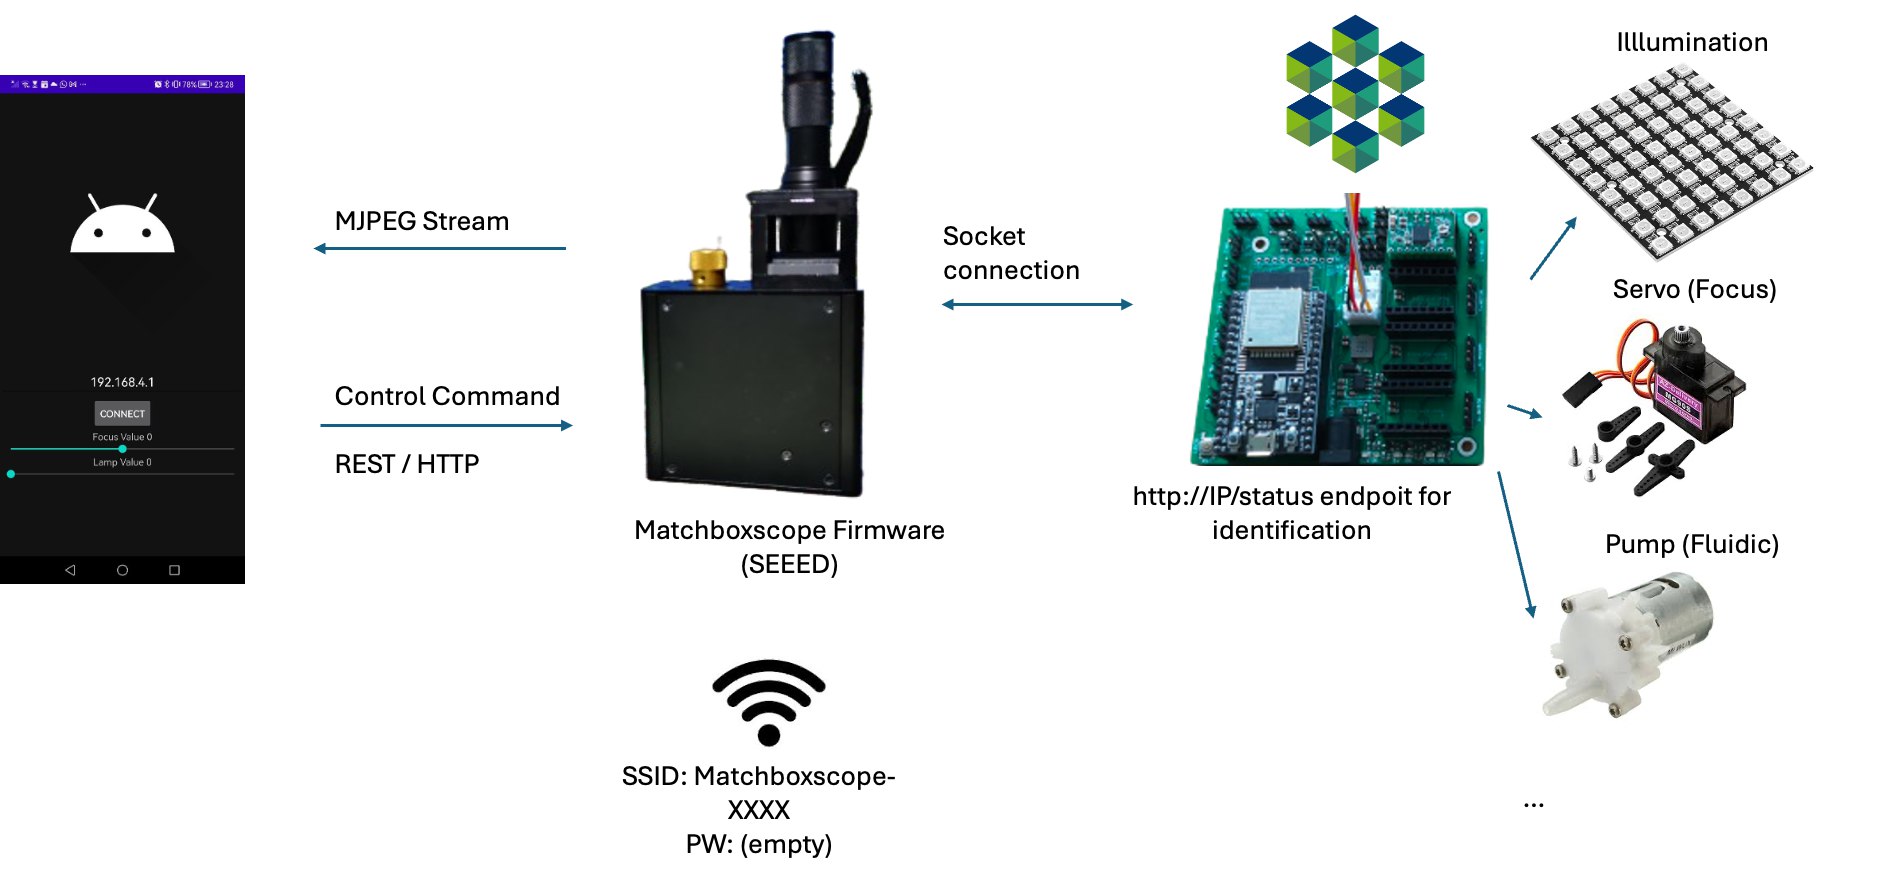 78% 23:28
192.168.4.1
CONNECT
Focus Value 0
Lamp Value 0
MJPEG Stream
Control Command
REST / HTTP
Matchboxscope Firmware
(SEEED)
SSID: Matchboxscope-
XXXX
PW: (empty)
Socket
connection
http://IP/status endpoit for
identification
Illlumination
Servo (Focus)
AZ-Delivery
Pump (Fluidic)
...